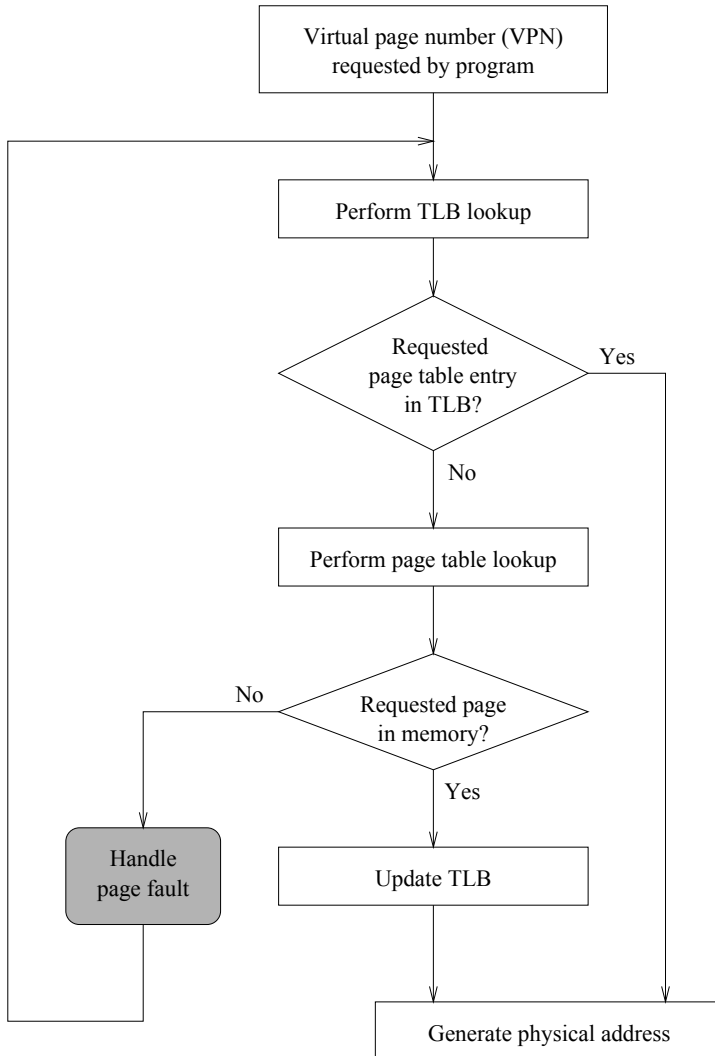 Virtual page number (VPN)
requested by program
Perform TLB lookup
Requested
page table entry
in TLB?
Yes
No
Perform page table lookup
No
Requested page
in memory?
Yes
Handle
page fault
Update TLB
Generate physical address